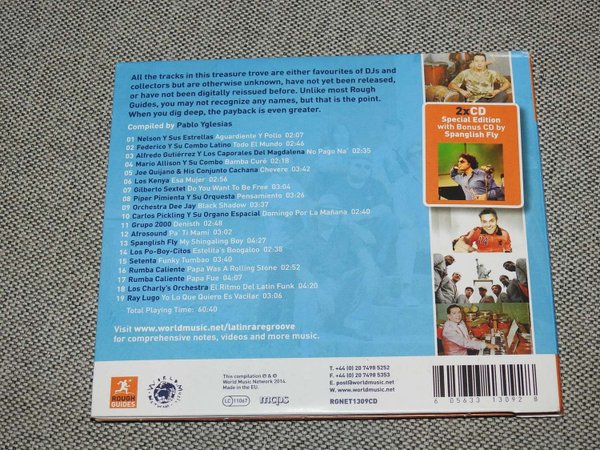 All the tracks in this treasure trove are either favourites of DJs and
collectors but are otherwise unknown, have not yet been released,
or have not been digitally reissued before. Unlike most Rough
Guides, you may not recognize any names, but that is the point.
When you dig deep, the payback is even greater.
Compiled by Pablo Yglesias
01 Nelson Y Sus Estrellas Aguardiente Y Pollo 02:07
02 Federico Y Su Combo Latino Todo El Mundo 02:46
03 Alfredo Gutiérrez Y Los Caporales Del Magdalena No Pago Na' 02:35
04 Mario Allison Y Su Combo Bamba Curé 02:18
05 Joe Quijano & His Conjunto Cachana Chevere 03:42
06 Los Kenya Esa Mujer 02:56
07 Gilberto Sextet Do You Want To Be Free 03:04
08 Piper Pimienta Y Su Orquesta Pensamiento 03:26
09 Orchestra Dee Jay Black Shadow 03:37
10 Carlos Pickling Y Su Organo Espacial Domingo Por La Mañana 02:40
11 Grupo 2000 Denisth 02:48
12 Afrosound Pa' Ti Mami 03:02
13 Spanglish Fly My Shingaling Boy 04:27
14 Los Po-Boy-Citos Estelita's Boogaloo 02:38
15 Setenta Funky Tumbao 03:30
16 Rumba Caliente Papa Was A Rolling Stone 02:52
17 Rumba Caliente Papa Fue 04:07
18 Los Charly's Orchestra El Ritmo Del Latin Funk 04:20
19 Ray Lugo Yo Lo Que Quiero Es Vacilar 03:06
Total Playing Time: 60:40
Visit www.worldmusic.net/latinraregroove
for comprehensive notes, videos and more music.
2xCD
Special Edition
with Bonus CD by
Spanglish Fly
ROUGH
GUIDES
This compilation ℗ & ©
World Music Network 2014
Made in the EU.
LC 11067
mcps
T. +44 (0) 20 7498 5252
F. +44 (0) 20 7498 5353
E. post@worldmusic.net
W. worldmusic.net
RGNET1309CD
6 05633 13092 8